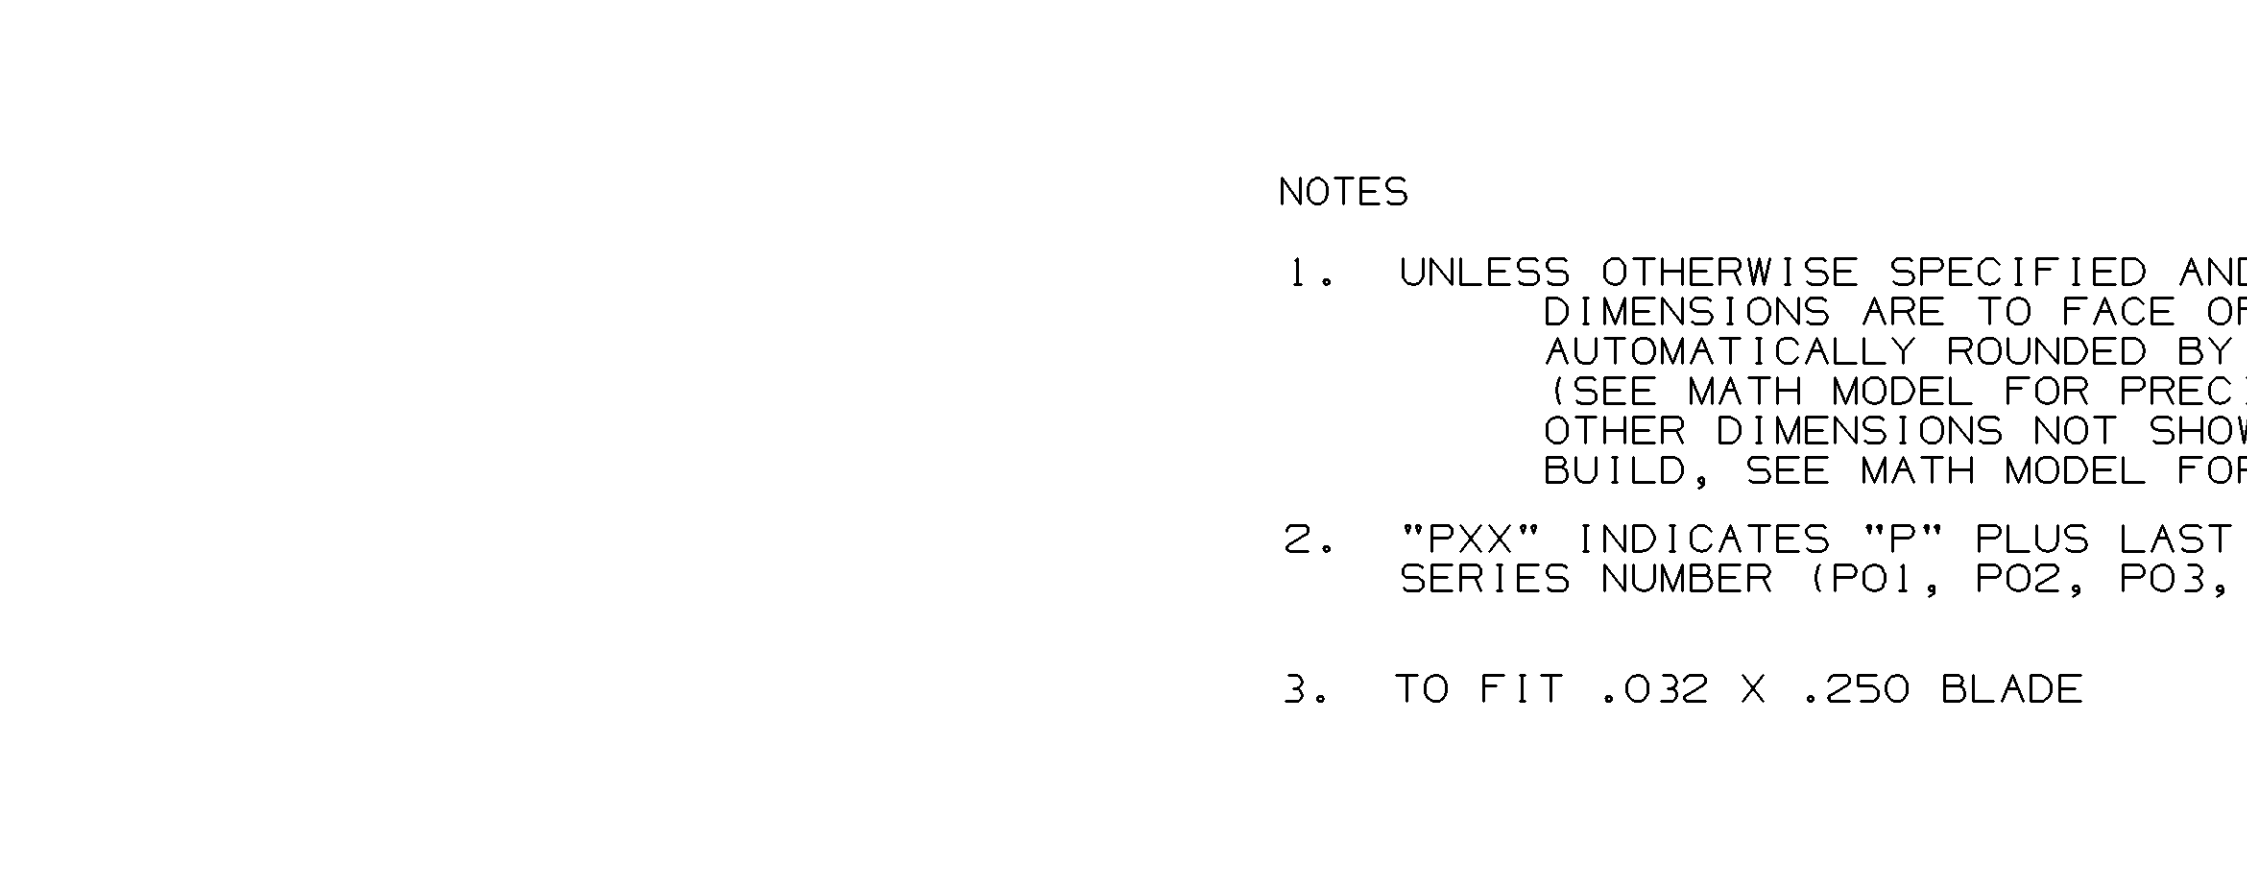 NOTES
1. UNLESS OTHERWISE SPECIFIED AND
DIMENSIONS ARE TO FACE OF
AUTOMATICALLY ROUNDED BY
(SEE MATH MODEL FOR
OTHER DIMENSIONS NOT
BUILD, SEE MATH MODEL FOR
2. "PXX" INDICATES "P" PLUS LAST
SERIES NUMBER (P01, P02, P03,
3. TO FIT .032 X .250 BLADE